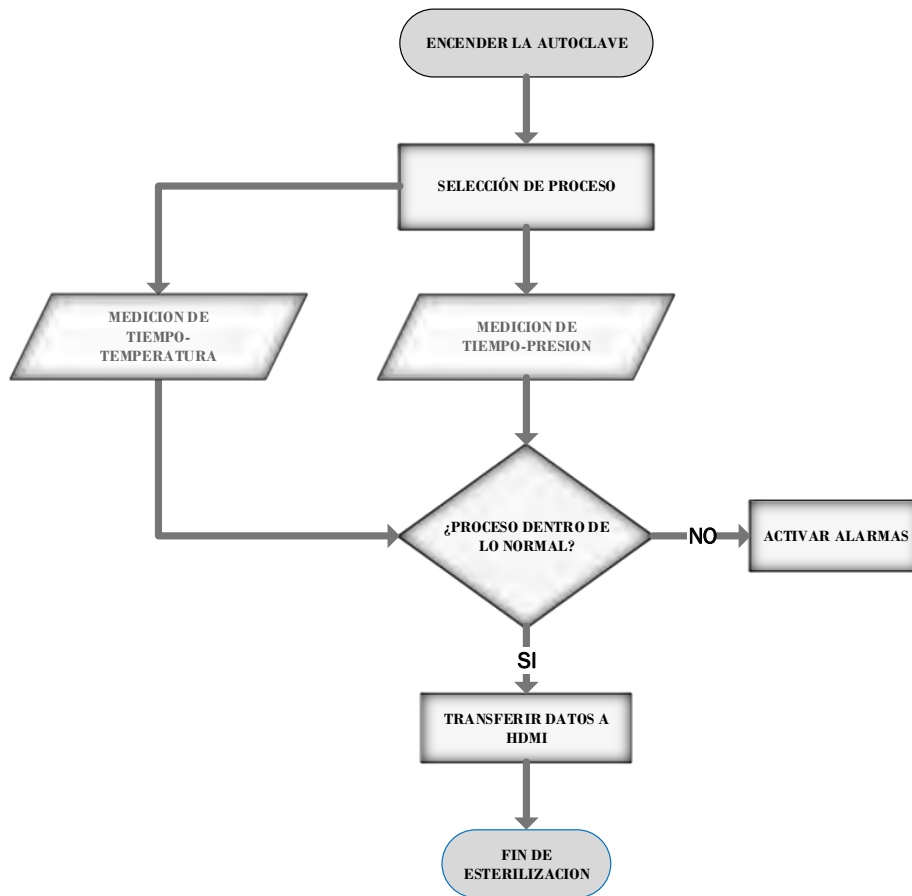 ENCENDER LA AUTOCLAVE
SELECCIÓN DE PROCESO
MEDICION DE
TIEMPO-
TEMPERATURA
MEDICION DE
TIEMPO-PRESION
¿PROCESO DENTRO DE
LO NORMAL?
NO
ACTIVAR ALARMAS
SI
TRANSFERIR DATOS A
HDMI
FIN DE
ESTERILIZACION